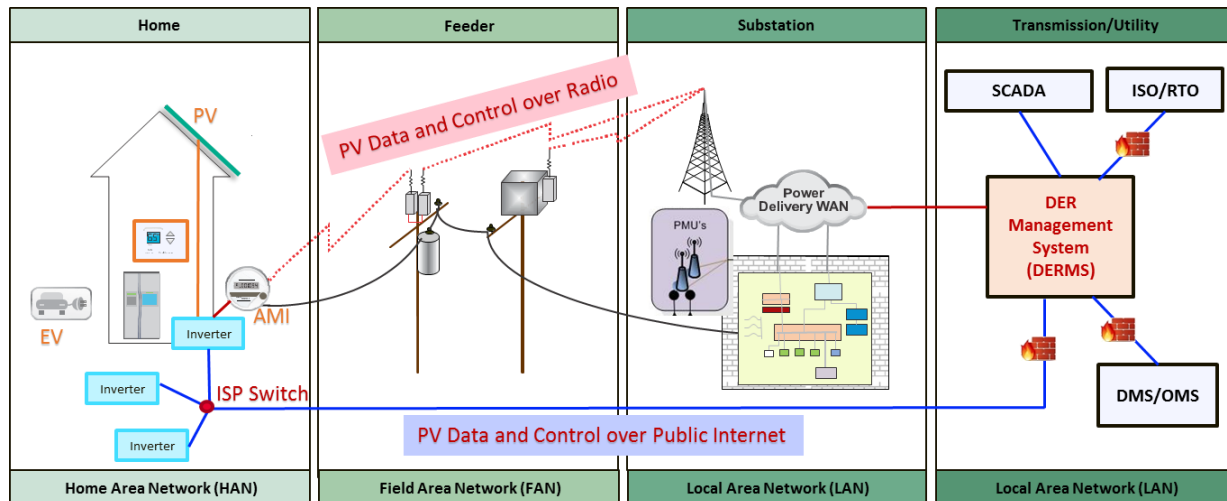 Home
Feeder
Substation
Transmission/Utility
PV
PV Data and Control over Radio
SCADA
ISO/RTO
Power
Delivery WAN
DER
Management
System
(DERMS)
PMU's
EV
AMI
Inverter
Inverter
ISP Switch
Inverter
DMS/OMS
PV Data and Control over Public Internet
Home Area Network (HAN)
Field Area Network (FAN)
Local Area Network (LAN)
Local Area Network (LAN)